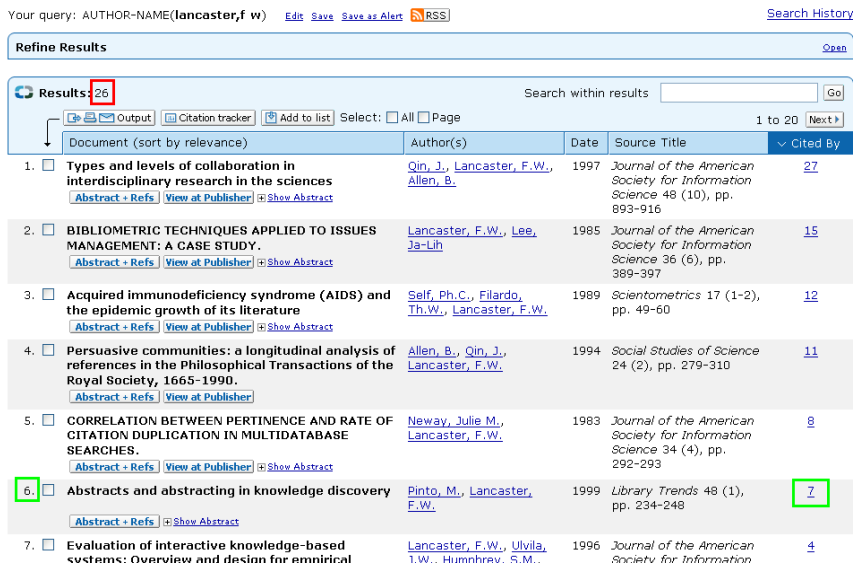 Your query: AUTHOR-NAME(lancaster,f w) Edit Save Save as Alert RSS Search History
Refine Results Open
Results: 26 Search within results Go
Output Citation tracker Add to list Select: All Page 1 to 20 Next
Document (sort by relevance) Author(s) Date Source Title Cited By
1. Types and levels of collaboration in Qin, J., Lancaster, F.W., 1997 Journal of the American 27
interdisciplinary research in the sciences Allen, B. Society for Information
Abstract + Refs View at Publisher Show Abstract Science 48 (10), pp.
893-916
2. BIBLIOMETRIC TECHNIQUES APPLIED TO ISSUES Lancaster, F.W., Lee, 1985 Journal of the American 15
MANAGEMENT: A CASE STUDY. Ja-Lih Society for Information
Abstract + Refs View at Publisher Show Abstract Science 36 (6), pp.
389-397
3. Acquired immunodeficiency syndrome (AIDS) and Self, Ph.C., Filardo, 1989 Scientometrics 17 (1-2), 12
the epidemic growth of its literature Th.W., Lancaster, F.W. pp. 49-60
Abstract + Refs View at Publisher Show Abstract
4. Persuasive communities: a longitudinal analysis of Allen, B., Qin, J., 1994 Social Studies of Science 11
references in the Philosophical Transactions of the Lancaster, F.W. 24 (2), pp. 279-310
Royal Society, 1665-1990.
Abstract + Refs View at Publisher
5. CORRELATION BETWEEN PERTINENCE AND RATE OF Neway, Julie M., 1983 Journal of the American 8
CITATION DUPLICATION IN MULTIDATABASE Lancaster, F.W. Society for Information
SEARCHES. Science 34 (4), pp.
Abstract + Refs View at Publisher Show Abstract 292-293
6. Abstracts and abstracting in knowledge discovery Pinto, M., Lancaster, 1999 Library Trends 48 (1), 7
F.W. pp. 234-248
Abstract + Refs Show Abstract
7. Evaluation of interactive knowledge-based Lancaster, F.W., Ulvila, 1996 Journal of the American 4
systems: Overview and design for empirical J.W., Humphrey, S.M., Society for Information